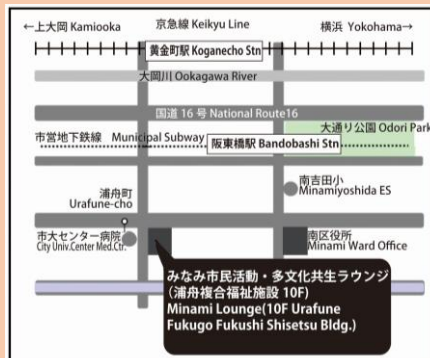 ←上大岡 Kamiooka 京急線 Keikyu Line 横浜 Yokohama→
黄金町駅 Koganecho Stn
大岡川 Ookagawa River
国道 16 号 National Route16
大通り公園 Odori Park
市営地下鉄線 Municipal Subway 阪東橋駅 Bandobashi Stn
浦舟町
Urafune-cho
南吉田小
Minamiyoshida ES
市大センター病院
City Univ.Center Med.Ctr.
南区役所
Minami Ward Office
みなみ市民活動・多文化共生ラウンジ
(浦舟複合福祉施設 10F)
Minami Lounge(10F Urafune
Fukugo Fukushi Shisetsu Bldg.)